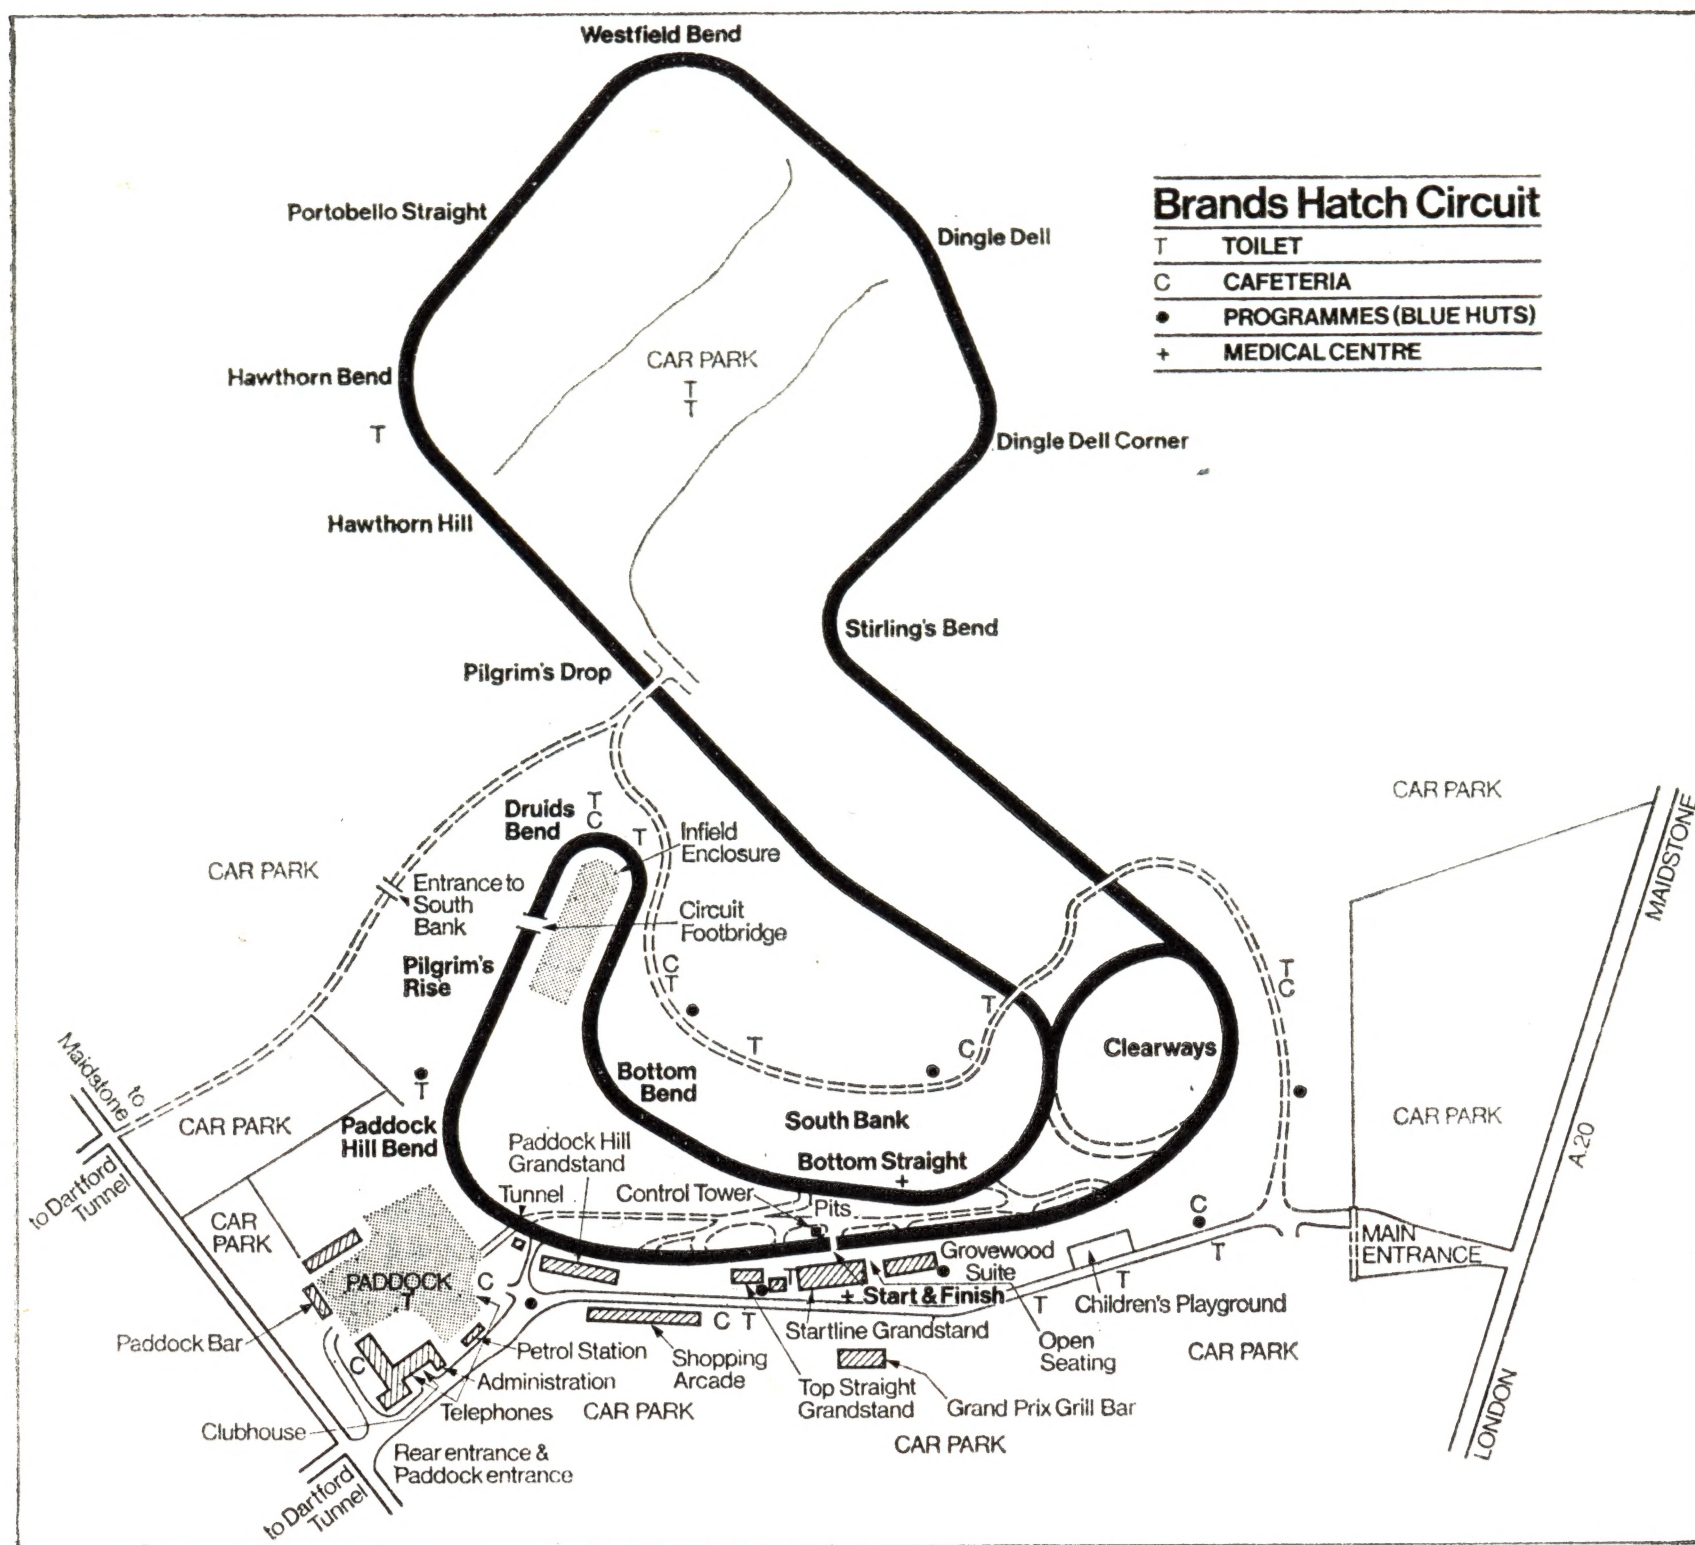 Westfield Bend
Portobello Straight
Brands Hatch Circuit
T TOILET
C CAFETERIA
● PROGRAMMES (BLUE HUTS)
+ MEDICAL CENTRE
Dingle Dell
CAR PARK
T
T
Hawthorn Bend
T
Dingle Dell Corner
Hawthorn Hill
Stirling's Bend
Pilgrim's Drop
CAR PARK
MAIDSTONE
Druids
Bend
T
C
T
Infield
Enclosure
CAR PARK
Entrance to
South
Bank
Circuit
Footbridge
Pilgrim's
Rise
C
T
T
C
T
T
C
Clearways
Bottom
Bend
to
Maidstone
T
CAR PARK
Paddock
Hill Bend
South Bank
CAR PARK
A.20
Paddock Hill
Grandstand
Bottom Straight
+
to Dartford
Tunnel
Tunnel
Control Tower
Pits
C
CAR
PARK
MAIN
ENTRANCE
Grovewood
Suite
T
PADDOCK
T
C
T
+ Start & Finish
T
T
Children's Playground
Paddock Bar
C
Petrol Station
C T
Startline Grandstand
Shopping
Arcade
Open
Seating
CAR PARK
Administration
Top Straight
Grandstand
Telephones
CAR PARK
Grand Prix Grill Bar
Clubhouse
CAR PARK
LONDON
Rear entrance &
Paddock entrance
to Dartford
Tunnel